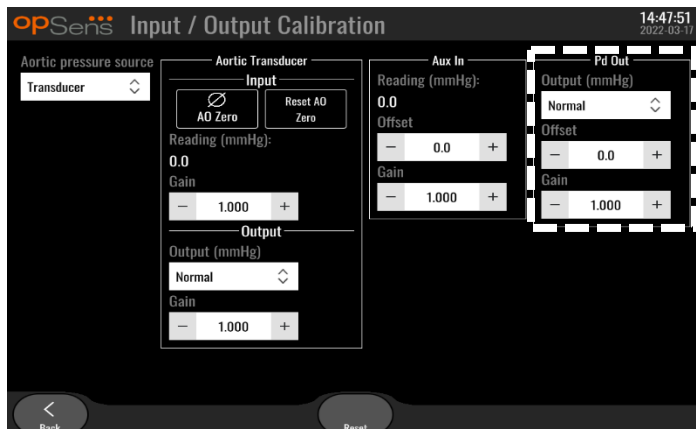 opSens Input / Output Calibration
14:47:51
2022-03-17
Aortic pressure source
Transducer
Aortic Transducer
Input
AO Zero
Reset AO
Zero
Reading (mmHg):
0.0
Gain
− 1.000 +
Output
Output (mmHg)
Normal
Gain
− 1.000 +
Aux In
Reading (mmHg):
0.0
Offset
− 0.0 +
Gain
− 1.000 +
Pd Out
Output (mmHg)
Normal
Offset
− 0.0 +
Gain
− 1.000 +
Back
Reset